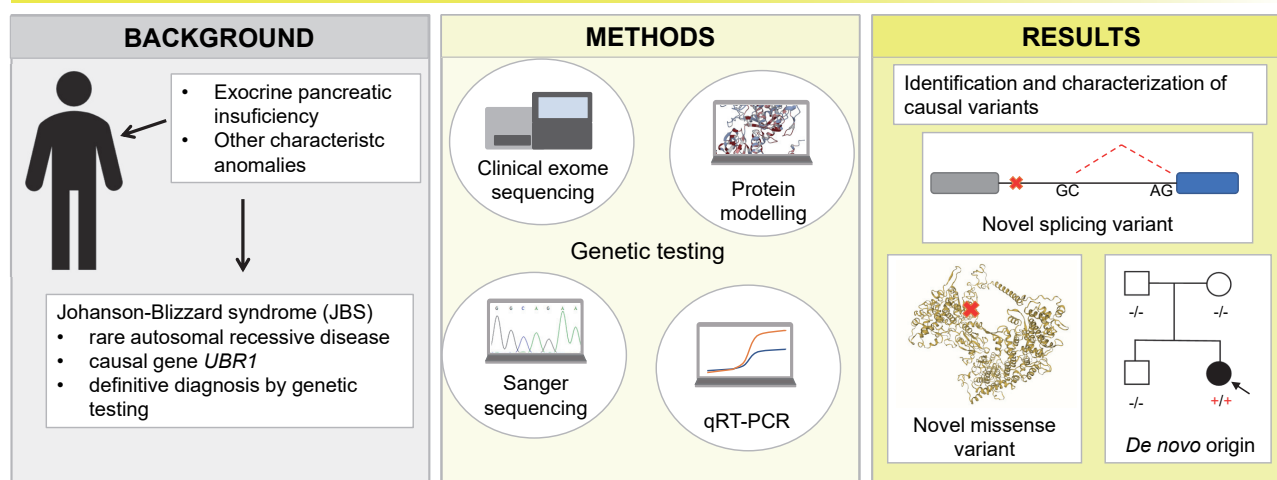 BACKGROUND
• Exocrine pancreatic
insuficiency
• Other characteristc
anomalies
Johanson-Blizzard syndrome (JBS)
• rare autosomal recessive disease
• causal gene UBR1
• definitive diagnosis by genetic
testing
METHODS
Clinical exome
sequencing
Protein
modelling
Genetic testing
G G C A G A A
Sanger
sequencing
qRT-PCR
RESULTS
Identification and characterization of
causal variants
GC
AG
Novel splicing variant
Novel missense
variant
-/-
-/-
-/-
+/+
De novo origin